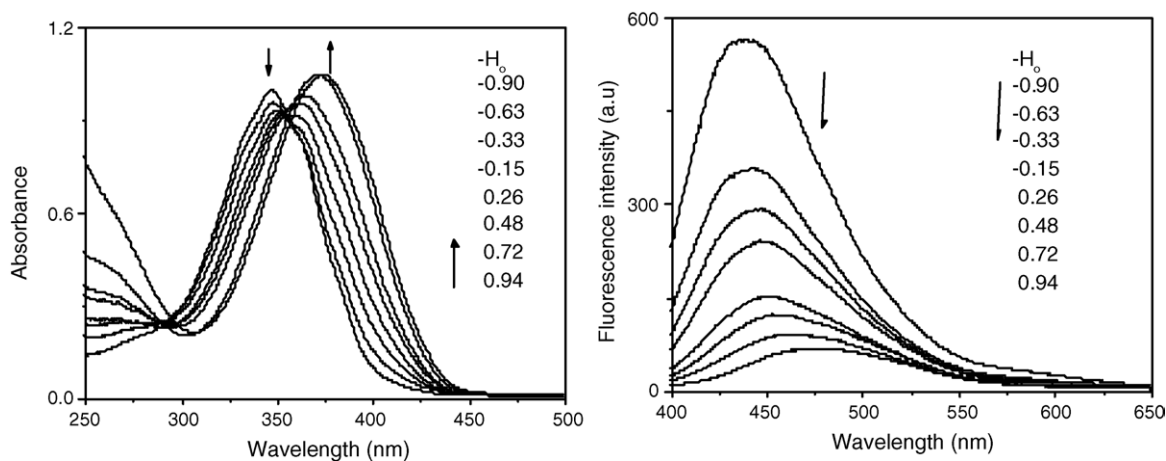 1.2
0.6
0.0
Absorbance
250 300 350 400 450 500
Wavelength (nm)
-Ho
-0.90
-0.63
-0.33
-0.15
0.26
0.48
0.72
0.94
600
300
0
Fluorescence intensity (a.u)
400 450 500 550 600 650
Wavelength (nm)
-Ho
-0.90
-0.63
-0.33
-0.15
0.26
0.48
0.72
0.94